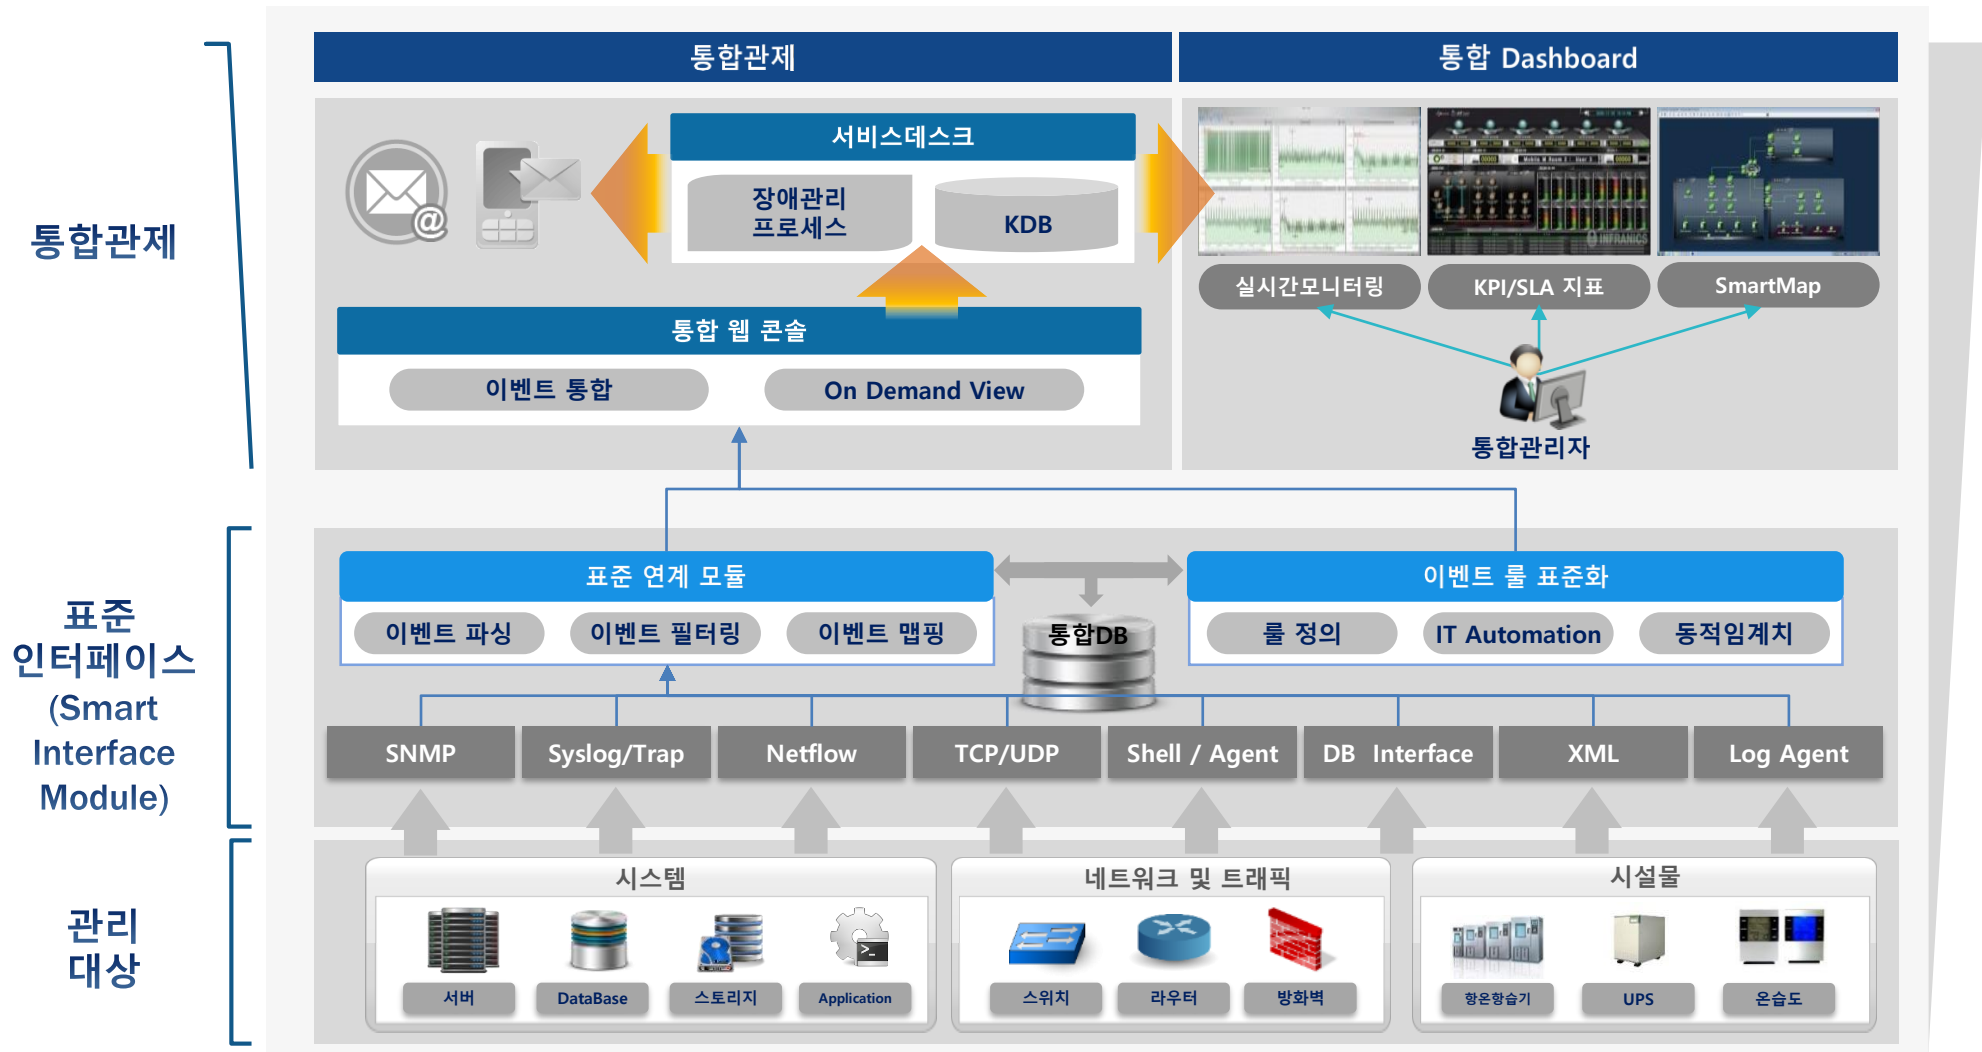 통합관제
통합 Dashboard
통합관제
서비스데스크
장애관리
프로세스
KDB
@
INFRANICS
실시간모니터링
KPI/SLA 지표
SmartMap
통합 웹 콘솔
이벤트 통합
On Demand View
통합관리자
표준
인터페이스
(Smart
Interface
Module)
표준 연계 모듈
이벤트 파싱
이벤트 필터링
이벤트 맵핑
통합DB
이벤트 룰 표준화
룰 정의
IT Automation
동적임계치
SNMP
Syslog/Trap
Netflow
TCP/UDP
Shell / Agent
DB Interface
XML
Log Agent
관리
대상
시스템
서버
DataBase
스토리지
Application
네트워크 및 트래픽
스위치
라우터
방화벽
시설물
항온항습기
UPS
온습도